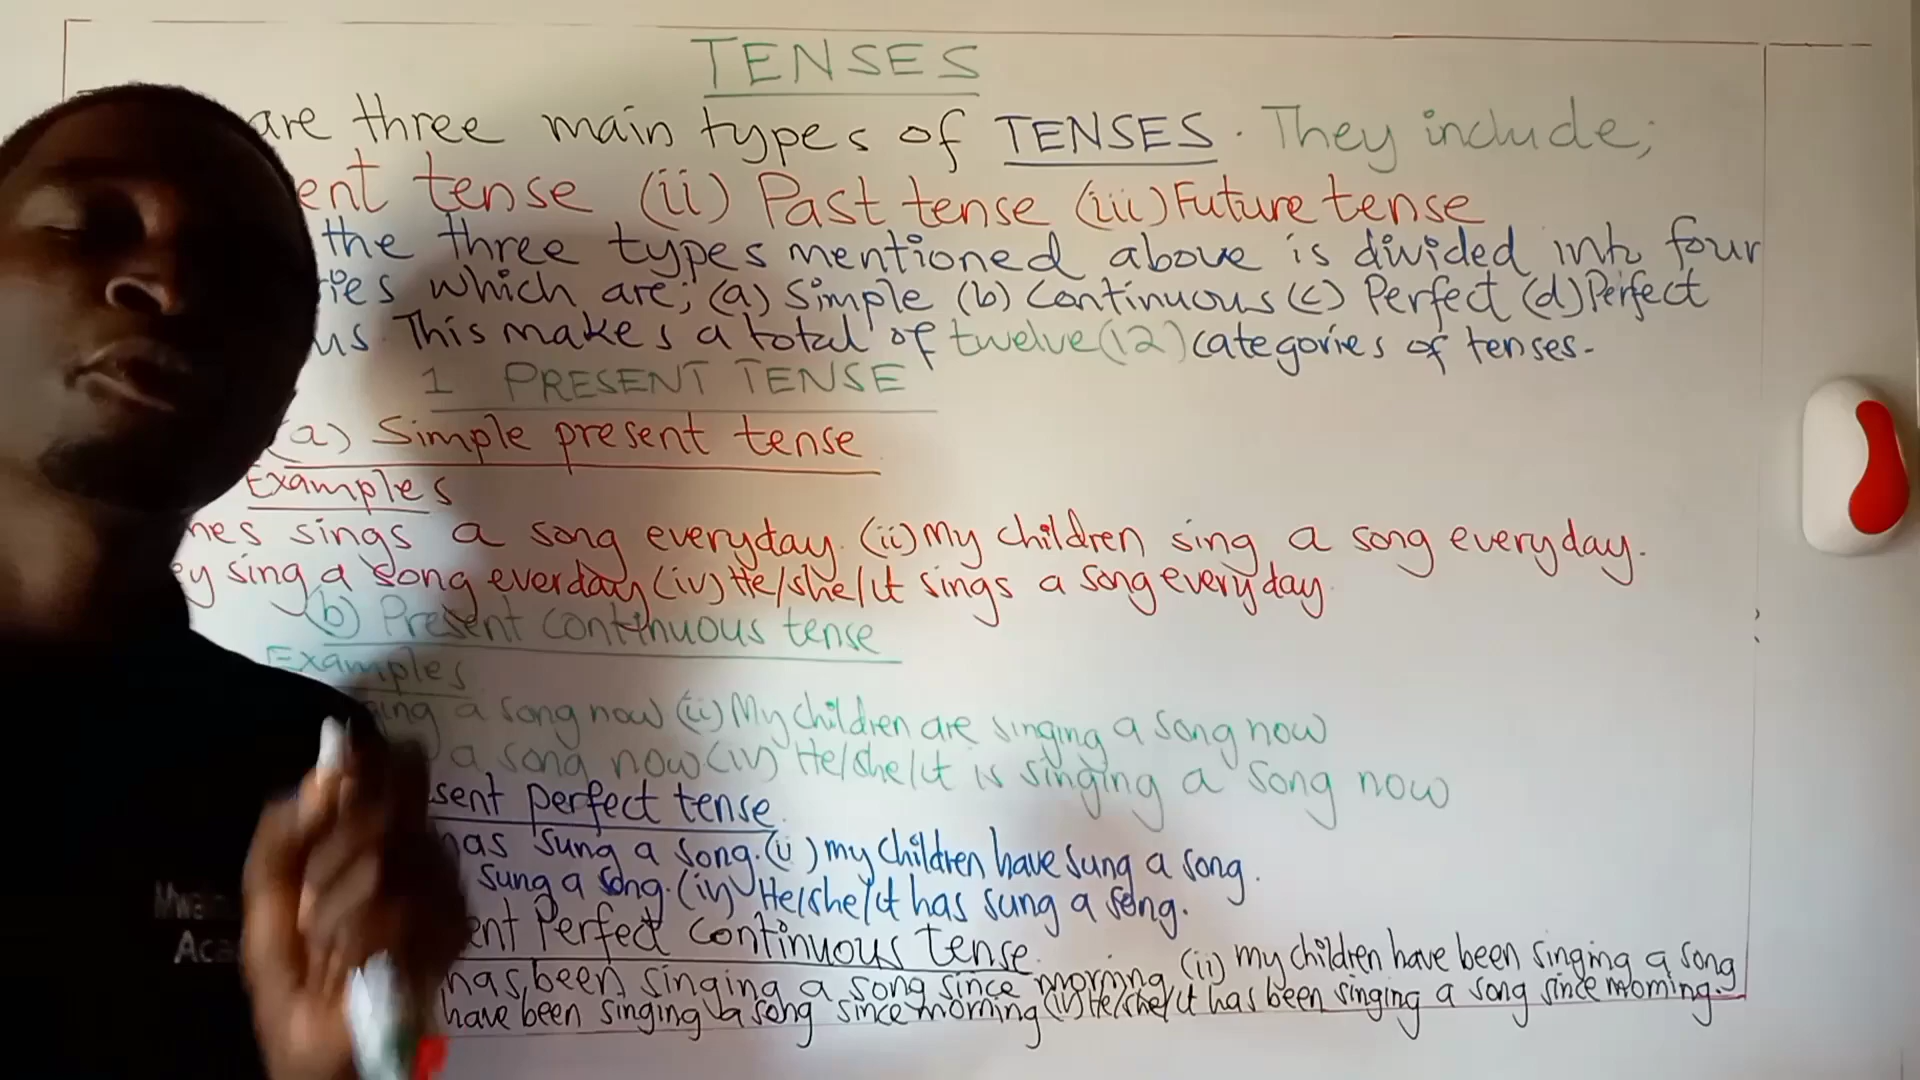 TENSES
are three main types of TENSES. They include;
ent tense (ii) Past tense (iii) Future tense
the three types mentioned above is divided into four
ries which are; (a) Simple (b) Continuous (c) Perfect (d) Perfect
us. This makes a total of twelve (12) categories of tenses.
1 PRESENT TENSE
(a) Simple present tense
Examples
mes sings a song everyday. (ii) My children sing a song everyday.
ey sing a song everday (iv) He/she/it sings a song everyday.
(b) Present continuous tense
Examples
ging a song now (ii) My children are singing a song now
a song now (iv) He/she/it is singing a song now
sent perfect tense.
has sung a song. (ii) my children have sung a song.
sung a song. (iv) He/she/it has sung a song.
ent Perfect continuous tense.
has been singing a song since morning (ii) my children have been singing a song
have been singing a song since morning (iv) He/she/it has been singing a song since morning.
Aca